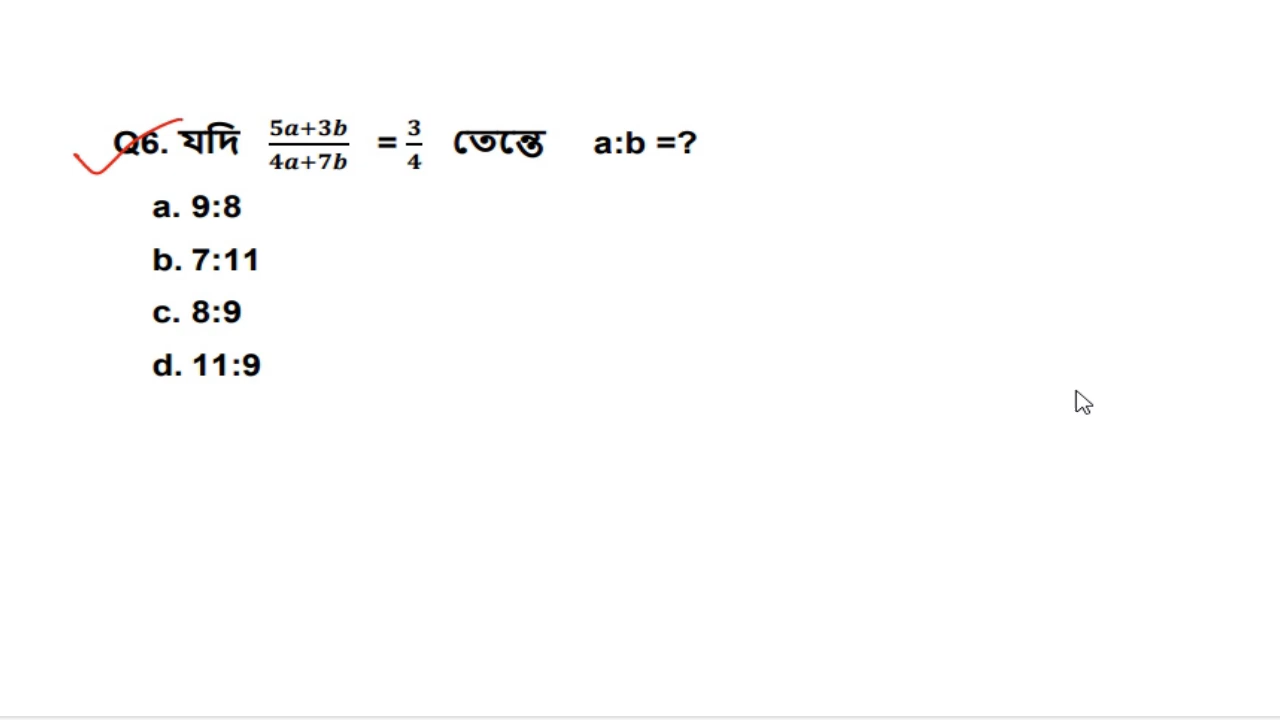 Q6. যদি (5a+3b)/(4a+7b) = 3/4 তেন্তে a:b =?
a. 9:8
b. 7:11
c. 8:9
d. 11:9